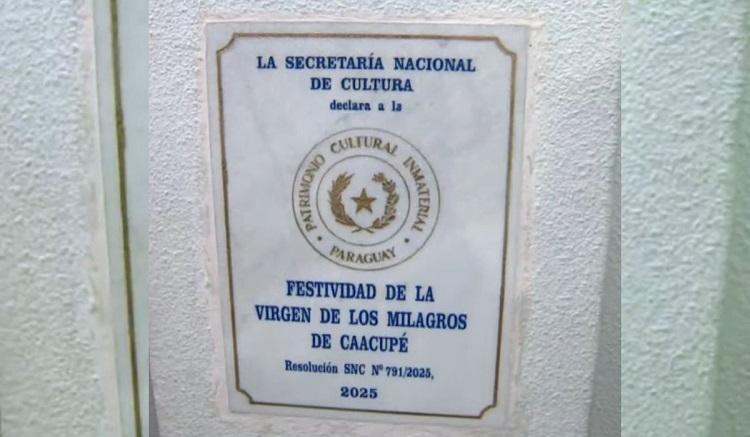 LA SECRETARÍA NACIONAL
DE CULTURA
declara a la
PATRIMONIO CULTURAL INMATERIAL
• PARAGUAY •
FESTIVIDAD DE LA
VIRGEN DE LOS MILAGROS
DE CAACUPÉ
Resolución SNC Nº 791/2025,
2025